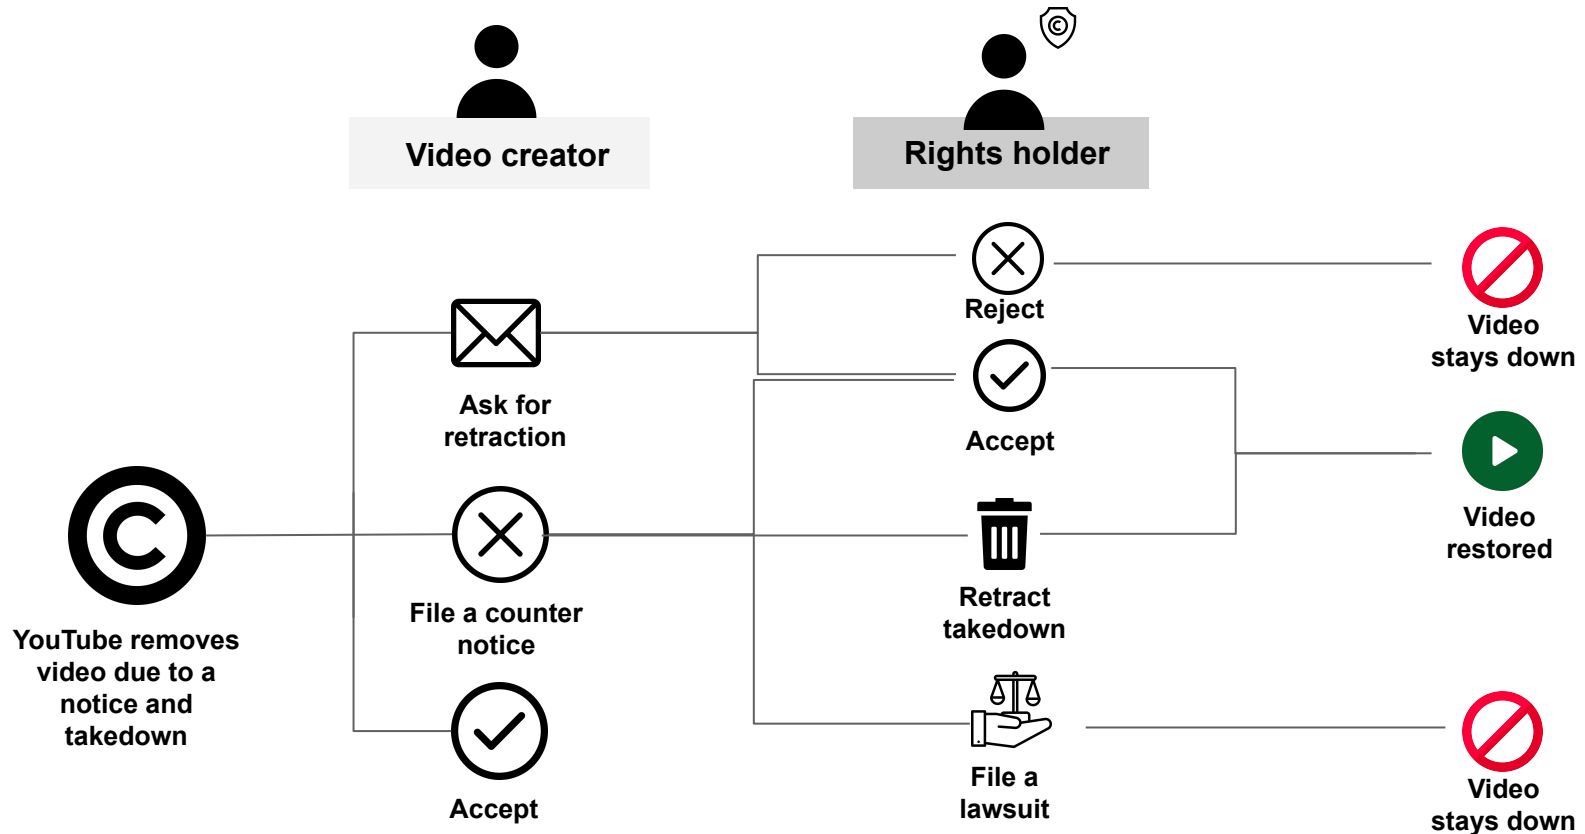 Video creator
Rights holder
Reject
Video
stays down
Ask for
retraction
Accept
Video
restored
YouTube removes
video due to a
notice and
takedown
File a counter
notice
Retract
takedown
Accept
File a
lawsuit
Video
stays down